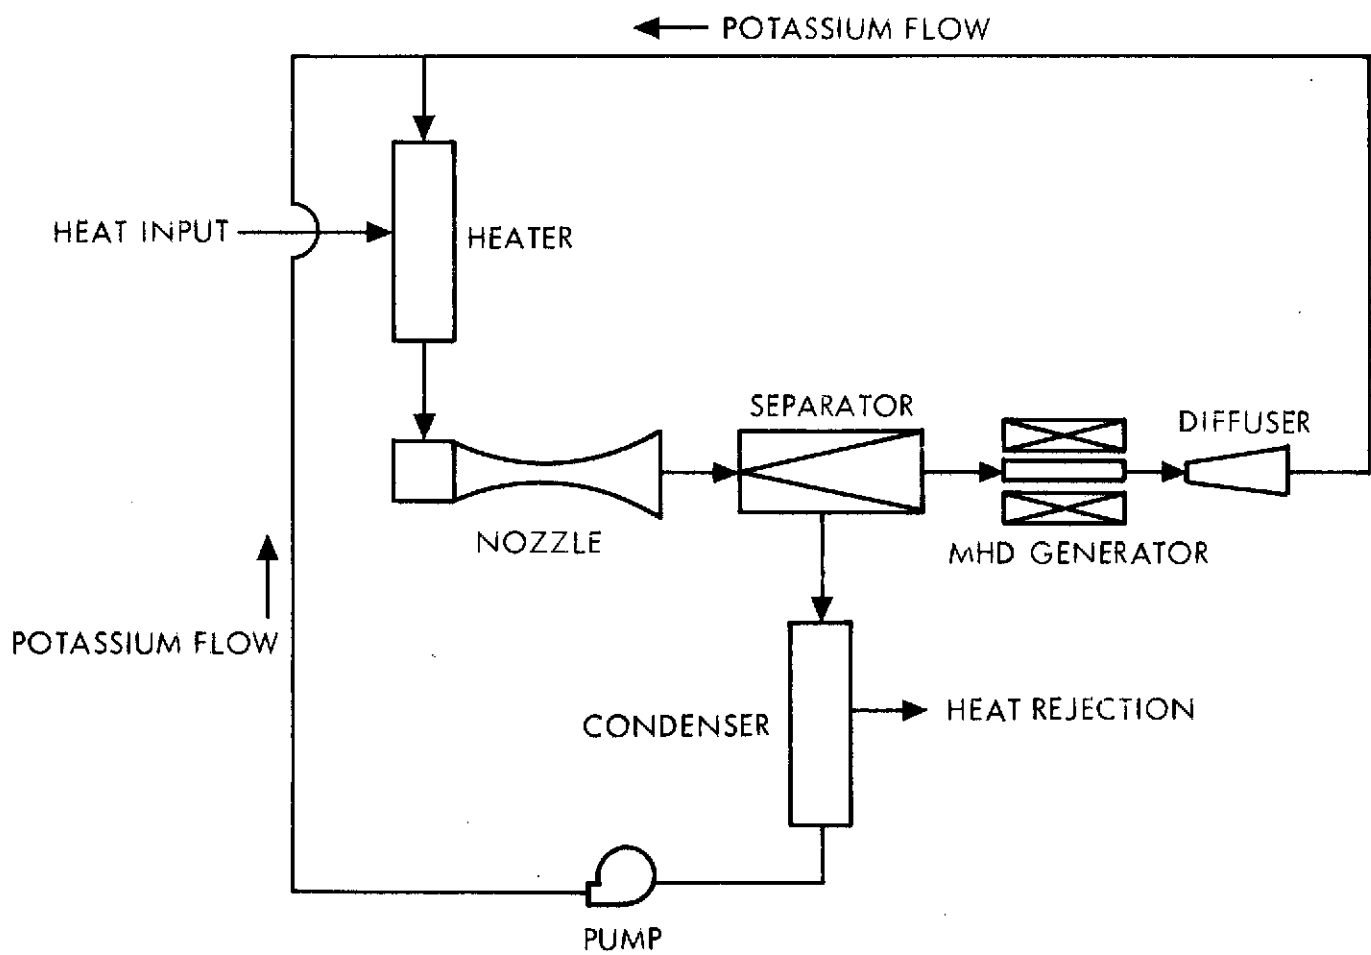 POTASSIUM FLOW
HEAT INPUT
HEATER
SEPARATOR
DIFFUSER
NOZZLE
MHD GENERATOR
POTASSIUM FLOW
CONDENSER
HEAT REJECTION
PUMP